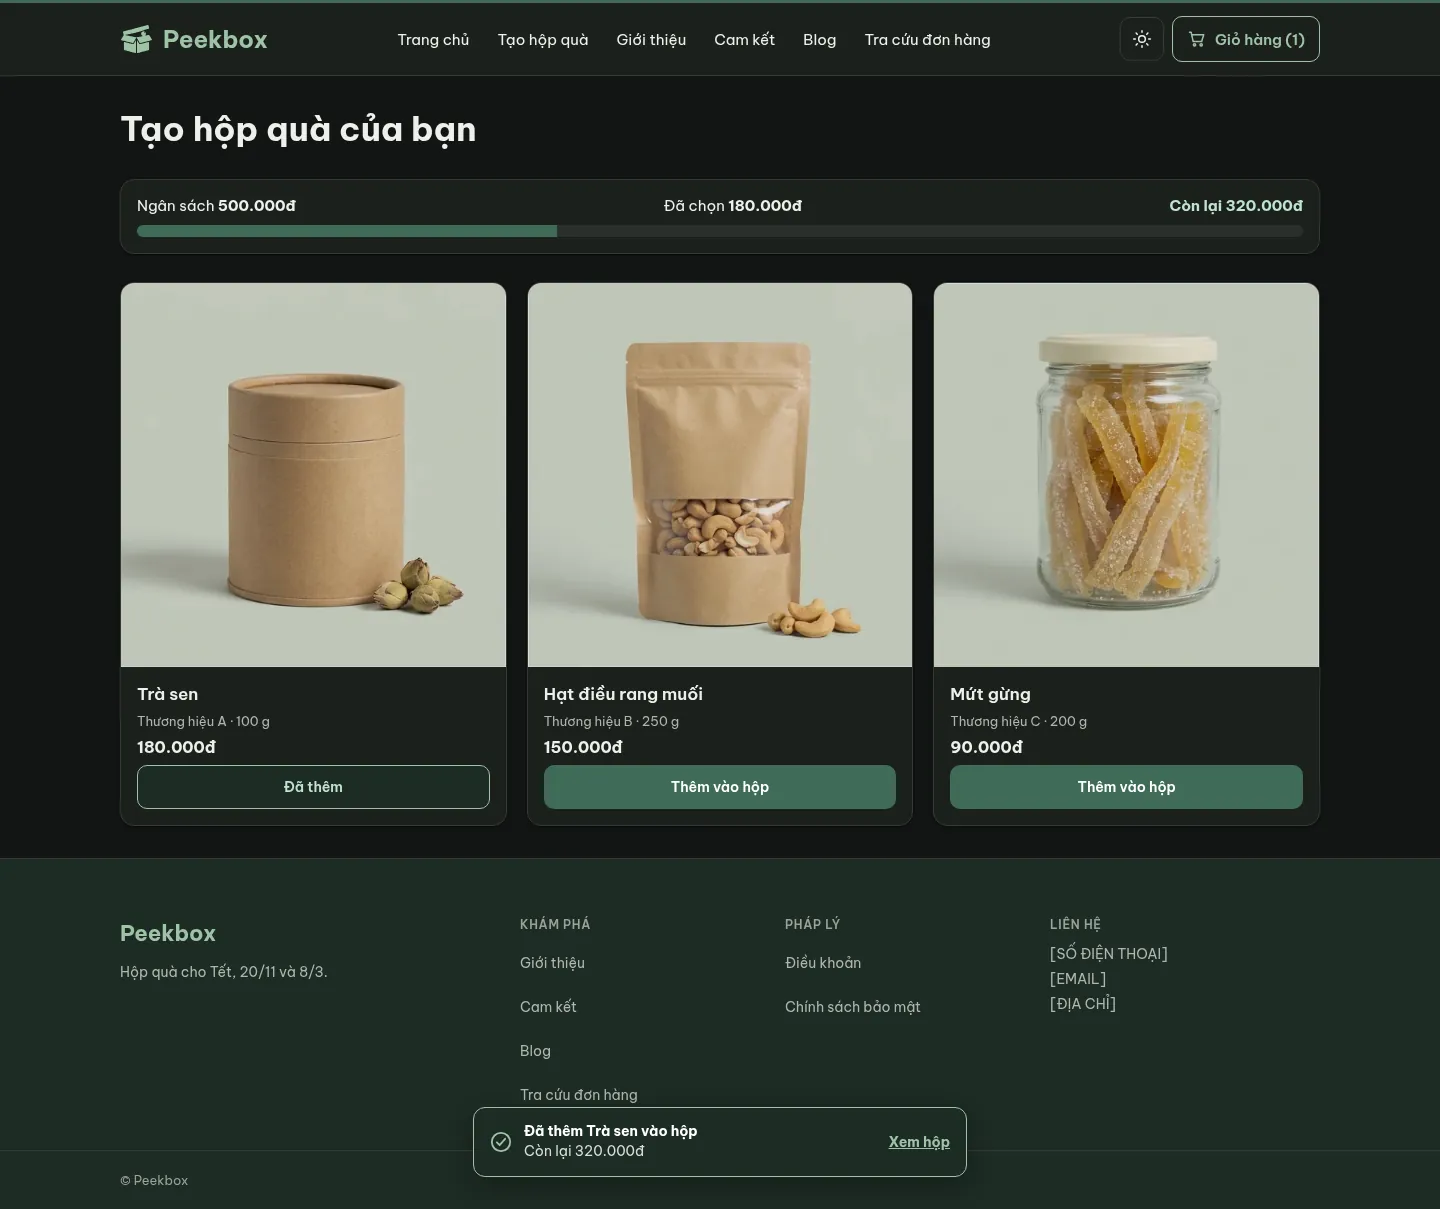 Peekbox
Trang chủ
Tạo hộp quà
Giới thiệu
Cam kết
Blog
Tra cứu đơn hàng
Giỏ hàng (1)
Tạo hộp quà của bạn
Ngân sách 500.000đ
Đã chọn 180.000đ
Còn lại 320.000đ
Trà sen
Thương hiệu A · 100 g
180.000đ
Đã thêm
Hạt điều rang muối
Thương hiệu B · 250 g
150.000đ
Thêm vào hộp
Mứt gừng
Thương hiệu C · 200 g
90.000đ
Thêm vào hộp
Peekbox
Hộp quà cho Tết, 20/11 và 8/3.
KHÁM PHÁ
Giới thiệu
Cam kết
Blog
Tra cứu đơn hàng
PHÁP LÝ
Điều khoản
Chính sách bảo mật
LIÊN HỆ
[SỐ ĐIỆN THOẠI]
[EMAIL]
[ĐỊA CHỈ]
Đã thêm Trà sen vào hộp
Còn lại 320.000đ
Xem hộp
© Peekbox